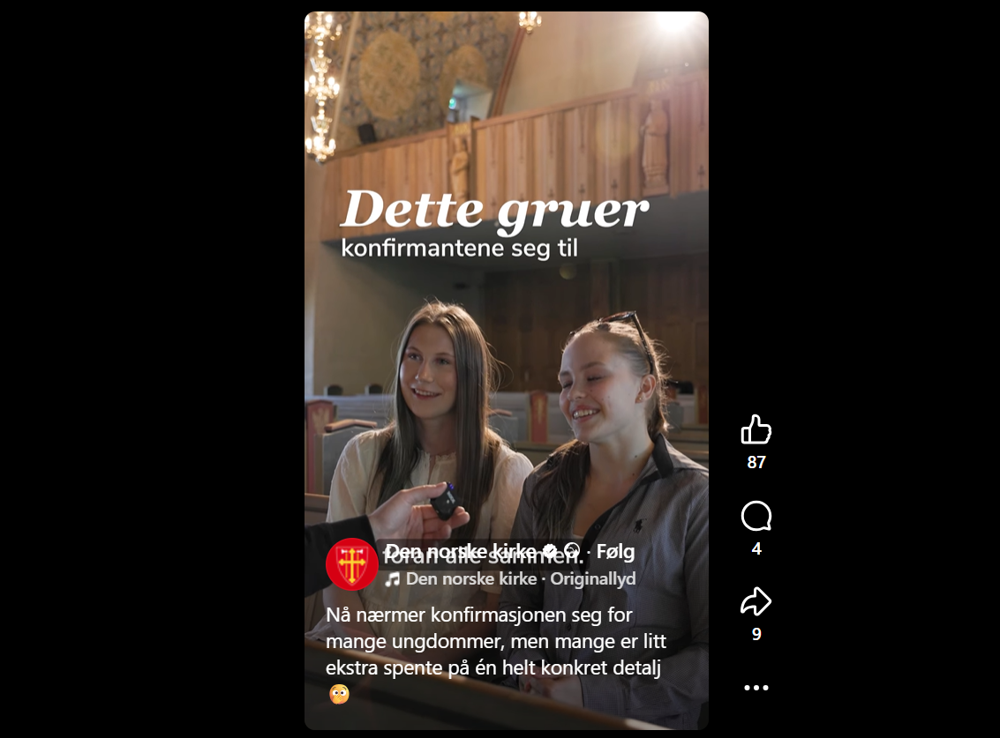 Dette gruer
konfirmantene seg til
foran alle sammen.
Den norske kirke · Følg
Den norske kirke · Originallyd
Nå nærmer konfirmasjonen seg for
mange ungdommer, men mange er litt
ekstra spente på én helt konkret detalj
🫣
87
4
9